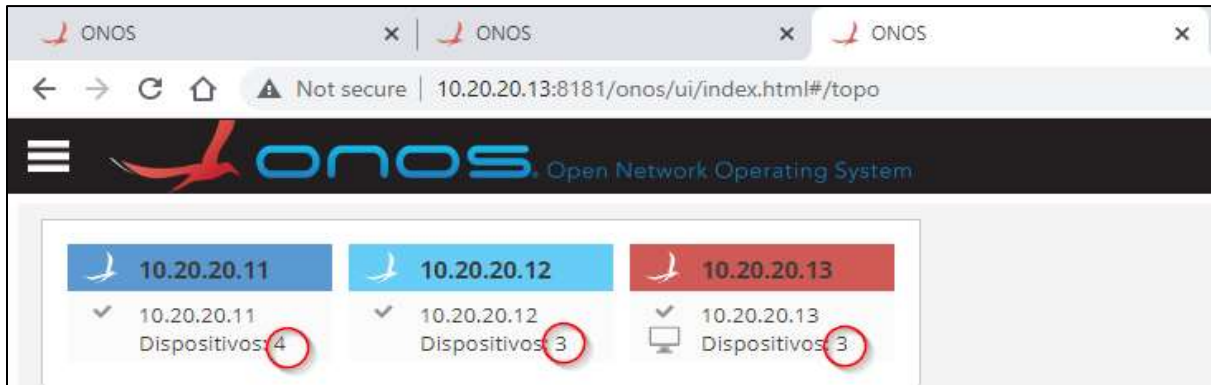 ONOS ONOS ONOS
Not secure 10.20.20.13:8181/onos/ui/index.html#/topo
onos. Open Network Operating System
10.20.20.11 10.20.20.12 10.20.20.13
10.20.20.11 10.20.20.12 10.20.20.13
Dispositivos: 4 Dispositivos: 3 Dispositivos: 3